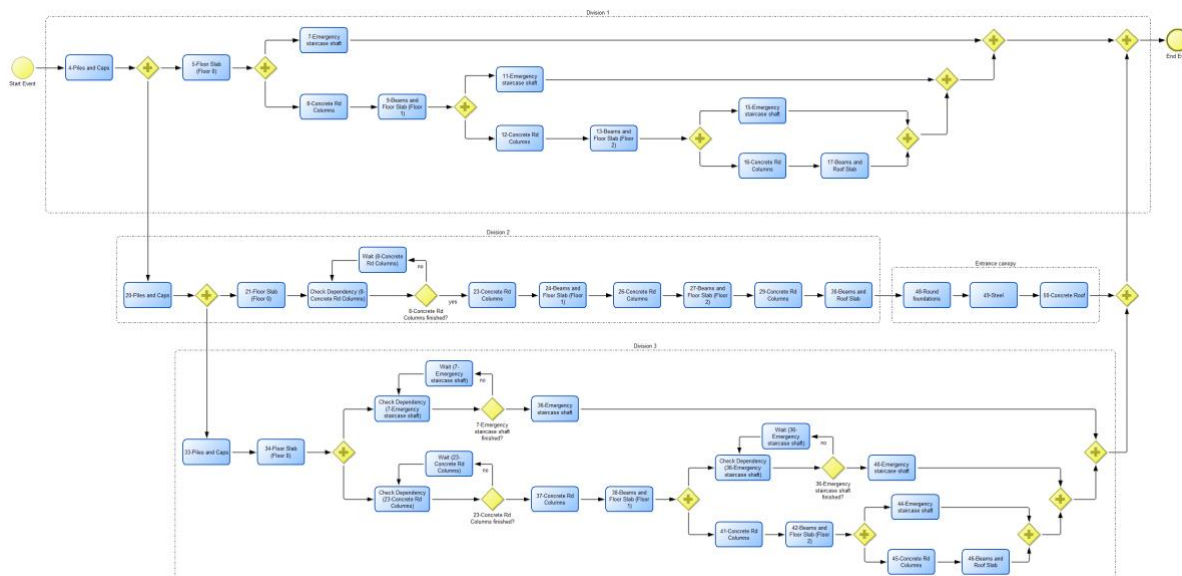 Division 1
Start Event
4-Piles and Caps
5-Floor Slab
(Floor 0)
7-Emergency
staircase shaft
8-Concrete Rd
Columns
9-Beams and
Floor Slab (Floor
1)
11-Emergency
staircase shaft
12-Concrete Rd
Columns
13-Beams and
Floor Slab (Floor
2)
15-Emergency
staircase shaft
16-Concrete Rd
Columns
17-Beams and
Roof Slab
End Ev
Division 2
20-Piles and Caps
21-Floor Slab
(Floor 0)
Wait (8-Concrete
Rd Columns)
Check Dependency (8-
Concrete Rd Columns)
no
yes
8-Concrete Rd
Columns finished?
23-Concrete Rd
Columns
24-Beams and
Floor Slab (Floor
1)
26-Concrete Rd
Columns
27-Beams and
Floor Slab (Floor
2)
29-Concrete Rd
Columns
30-Beams and
Roof Slab
Entrance canopy
48-Round
foundations
49-Steel
50-Concrete Roof
Division 3
33-Piles and Caps
34-Floor Slab
(Floor 0)
Wait (7-
Emergency
staircase shaft)
Check Dependency
(7-Emergency
staircase shaft)
no
7-Emergency
staircase shaft
finished?
36-Emergency
staircase shaft
Wait (23-
Concrete Rd
Columns)
Check Dependency
(23-Concrete Rd
Columns)
no
23-Concrete Rd
Columns finished?
37-Concrete Rd
Columns
38-Beams and
Floor Slab (Floor
1)
Wait (36-
Emergency
staircase shaft)
Check Dependency
(36-Emergency
staircase shaft)
no
36-Emergency
staircase shaft
finished?
40-Emergency
staircase shaft
41-Concrete Rd
Columns
42-Beams and
Floor Slab (Floor
2)
44-Emergency
staircase shaft
45-Concrete Rd
Columns
46-Beams and
Roof Slab